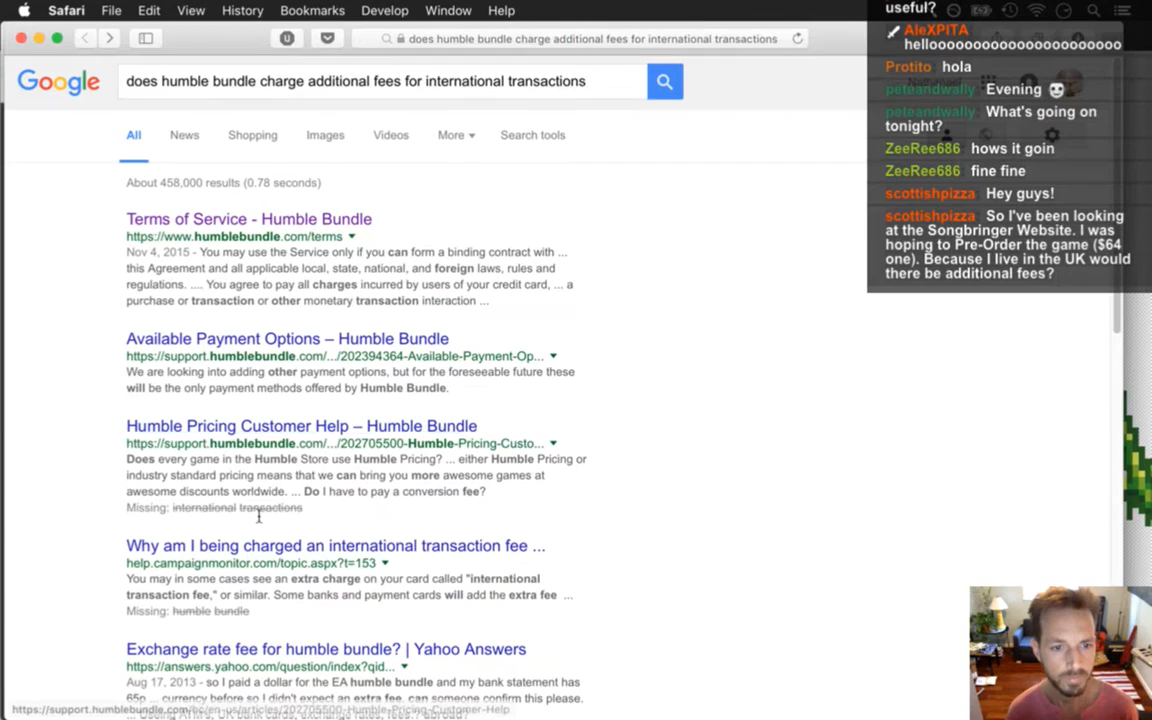 Safari File Edit View History Bookmarks Develop Window Help
does humble bundle charge additional fees for international transactions
Google
does humble bundle charge additional fees for international transactions
All News Shopping Images Videos More Search tools
About 458,000 results (0.78 seconds)
Terms of Service - Humble Bundle
https://www.humblebundle.com/terms
Nov 4, 2015 - You may use the Service only if you can form a binding contract with ...
this Agreement and all applicable local, state, national, and foreign laws, rules and
regulations. .... You agree to pay all charges incurred by users of your credit card, ... a
purchase or transaction or other monetary transaction interaction ...
Available Payment Options – Humble Bundle
https://support.humblebundle.com/.../202394364-Available-Payment-Op...
We are looking into adding other payment options, but for the foreseeable future these
will be the only payment methods offered by Humble Bundle.
Humble Pricing Customer Help – Humble Bundle
https://support.humblebundle.com/.../202705500-Humble-Pricing-Custo...
Does every game in the Humble Store use Humble Pricing? ... either Humble Pricing or
industry standard pricing means that we can bring you more awesome games at
awesome discounts worldwide. ... Do I have to pay a conversion fee?
Missing: international transactions
Why am I being charged an international transaction fee ...
help.campaignmonitor.com/topic.aspx?t=153
You may in some cases see an extra charge on your card called "international
transaction fee," or similar. Some banks and payment cards will add the extra fee ...
Missing: humble bundle
Exchange rate fee for humble bundle? | Yahoo Answers
https://answers.yahoo.com/question/index?qid...
Aug 17, 2013 - so I paid a dollar for the EA humble bundle and my bank statement has
65p ... currency before so I didn't expect an extra fee, can someone confirm this please.
https://support.humblebundle.com/hc/en-us/articles/202705500-Humble-Pricing-Customer-Help
useful?
AleXPITA
hellooooooooooooooooooooo
Protito hola
peteandwally Evening
peteandwally What's going on
tonight?
ZeeRee686 hows it goin
ZeeRee686 fine fine
scottishpizza Hey guys!
scottishpizza So I've been looking
at the Songbringer Website. I was
hoping to Pre-Order the game ($64
one). Because I live in the UK would
there be additional fees?